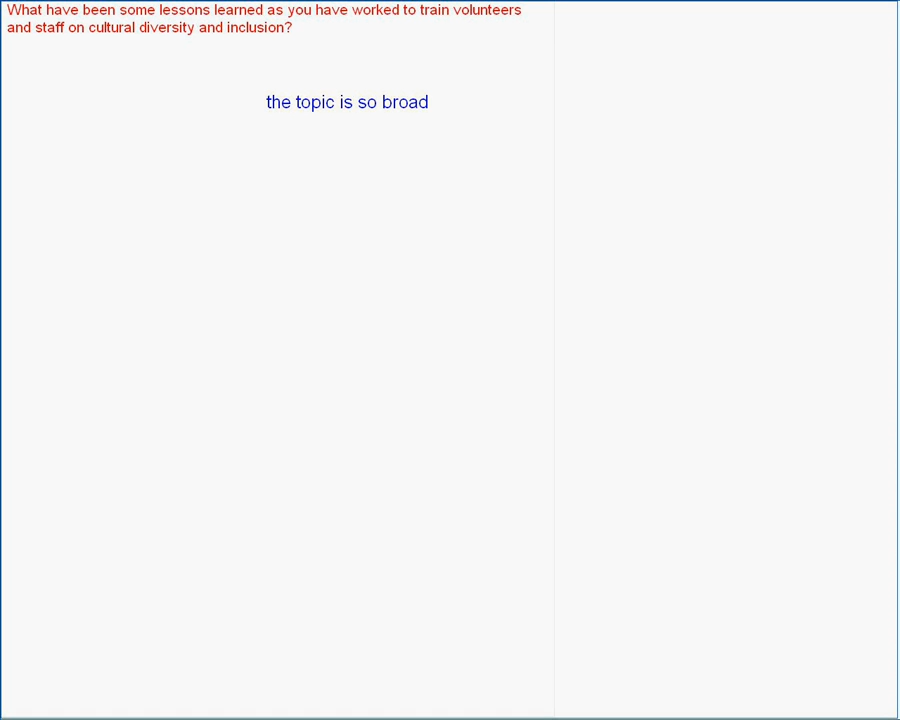 What have been some lessons learned as you have worked to train volunteers
and staff on cultural diversity and inclusion?
the topic is so broad